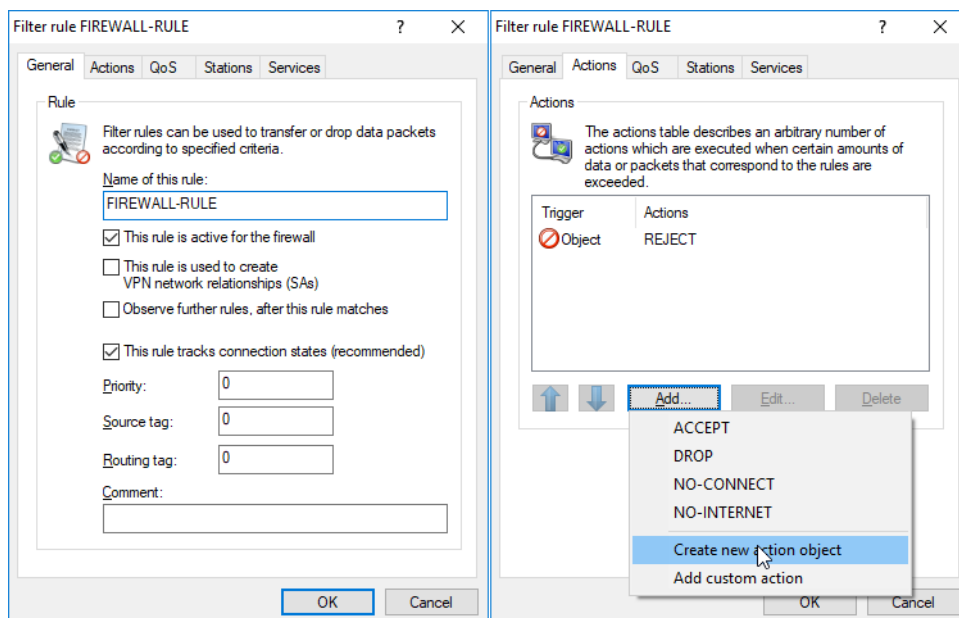 Filter rule FIREWALL-RULE
?
General
Actions
QoS
Stations
Services
Rule
Filter rules can be used to transfer or drop data packets
according to specified criteria.
Name of this rule:
FIREWALL-RULE
This rule is active for the firewall
This rule is used to create
VPN network relationships (SAs)
Observe further rules, after this rule matches
This rule tracks connection states (recommended)
Priority:
0
Source tag:
0
Routing tag:
0
Comment:
OK
Cancel
Filter rule FIREWALL-RULE
?
General
Actions
QoS
Stations
Services
Actions
The actions table describes an arbitrary number of
actions which are executed when certain amounts of
data or packets that correspond to the rules are
exceeded.
Trigger
Actions
Object
REJECT
Add...
Edit...
Delete
ACCEPT
DROP
NO-CONNECT
NO-INTERNET
Create new action object
Add custom action
OK
Cancel